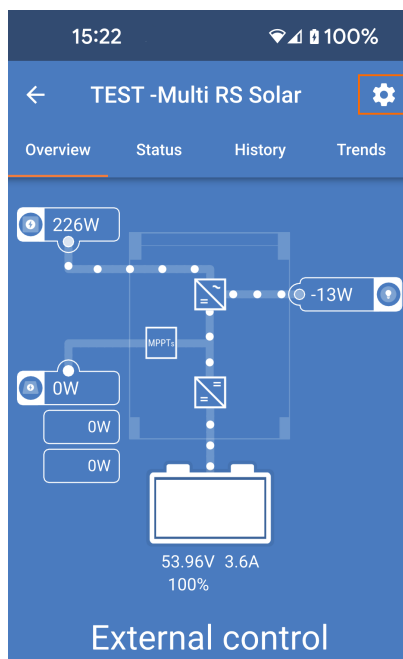 15:22 100%
TEST -Multi RS Solar
Overview Status History Trends
226W
-13W
MPPTs
0W
0W
0W
53.96V 3.6A
100%
External control